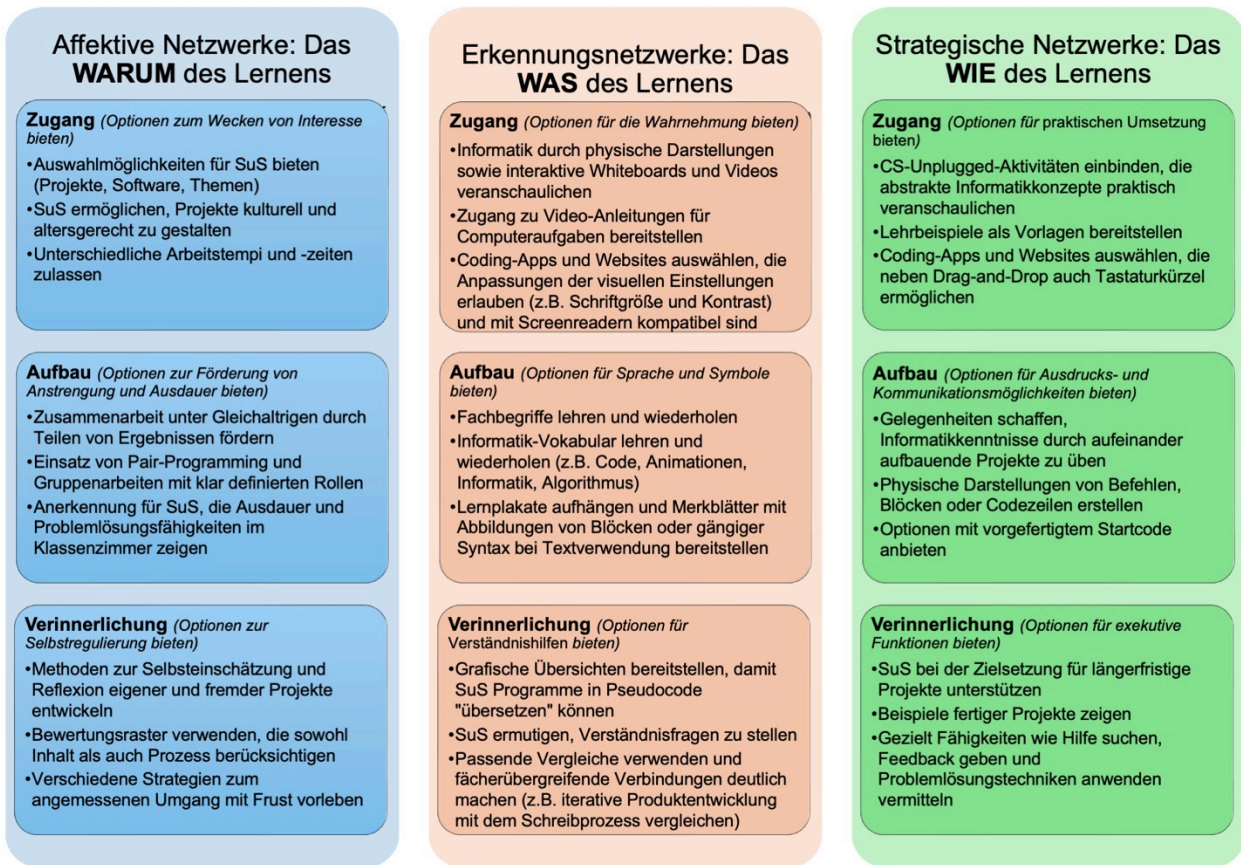 Affektive Netzwerke: Das
WARUM des Lernens
Zugang (Optionen zum Wecken von Interesse
bieten)
•Auswahlmöglichkeiten für SuS bieten
(Projekte, Software, Themen)
•SuS ermöglichen, Projekte kulturell und
altersgerecht zu gestalten
•Unterschiedliche Arbeitstempi und -zeiten
zulassen
Aufbau (Optionen zur Förderung von
Anstrengung und Ausdauer bieten)
•Zusammenarbeit unter Gleichaltrigen durch
Teilen von Ergebnissen fördern
•Einsatz von Pair-Programming und
Gruppenarbeiten mit klar definierten Rollen
•Anerkennung für SuS, die Ausdauer und
Problemlösungsfähigkeiten im
Klassenzimmer zeigen
Verinnerlichung (Optionen zur
Selbstregulierung bieten)
•Methoden zur Selbsteinschätzung und
Reflexion eigener und fremder Projekte
entwickeln
•Bewertungsraster verwenden, die sowohl
Inhalt als auch Prozess berücksichtigen
•Verschiedene Strategien zum
angemessenen Umgang mit Frust vorleben
Erkennungsnetzwerke: Das
WAS des Lernens
Zugang (Optionen für die Wahrnehmung bieten)
•Informatik durch physische Darstellungen
sowie interaktive Whiteboards und Videos
veranschaulichen
•Zugang zu Video-Anleitungen für
Computeraufgaben bereitstellen
•Coding-Apps und Websites auswählen, die
Anpassungen der visuellen Einstellungen
erlauben (z.B. Schriftgröße und Kontrast)
und mit Screenreadern kompatibel sind
Aufbau (Optionen für Sprache und Symbole
bieten)
•Fachbegriffe lehren und wiederholen
•Informatik-Vokabular lehren und
wiederholen (z.B. Code, Animationen,
Informatik, Algorithmus)
•Lernplakate aufhängen und Merkblätter mit
Abbildungen von Blöcken oder gängiger
Syntax bei Textverwendung bereitstellen
Verinnerlichung (Optionen für
Verständnishilfen bieten)
•Grafische Übersichten bereitstellen, damit
SuS Programme in Pseudocode
"übersetzen" können
•SuS ermutigen, Verständnisfragen zu stellen
•Passende Vergleiche verwenden und
fächerübergreifende Verbindungen deutlich
machen (z.B. iterative Produktentwicklung
mit dem Schreibprozess vergleichen)
Strategische Netzwerke: Das
WIE des Lernens
Zugang (Optionen für praktischen Umsetzung
bieten)
•CS-Unplugged-Aktivitäten einbinden, die
abstrakte Informatikkonzepte praktisch
veranschaulichen
•Lehrbeispiele als Vorlagen bereitstellen
•Coding-Apps und Websites auswählen, die
neben Drag-and-Drop auch Tastaturkürzel
ermöglichen
Aufbau (Optionen für Ausdrucks- und
Kommunikationsmöglichkeiten bieten)
•Gelegenheiten schaffen,
Informatikkenntnisse durch aufeinander
aufbauende Projekte zu üben
•Physische Darstellungen von Befehlen,
Blöcken oder Codezeilen erstellen
•Optionen mit vorgefertigtem Startcode
anbieten
Verinnerlichung (Optionen für exekutive
Funktionen bieten)
•SuS bei der Zielsetzung für längerfristige
Projekte unterstützen
•Beispiele fertiger Projekte zeigen
•Gezielt Fähigkeiten wie Hilfe suchen,
Feedback geben und
Problemlösungstechniken anwenden
vermitteln